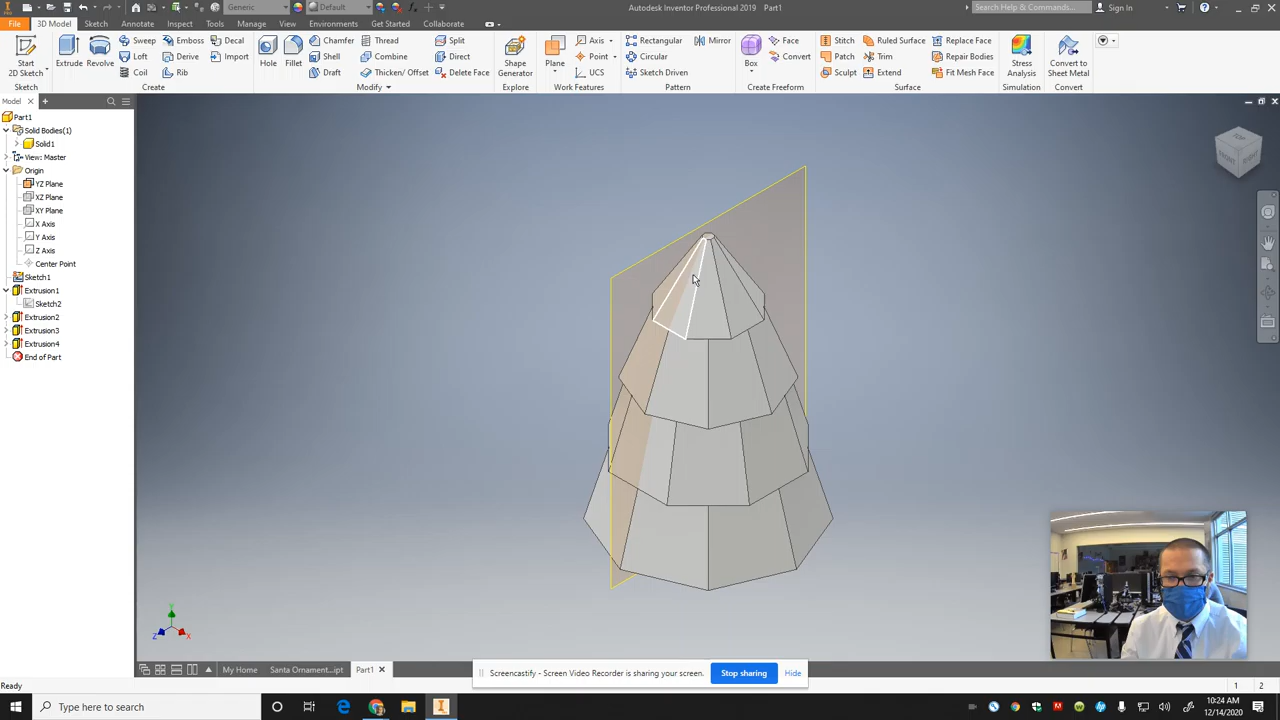 Generic
Default
Autodesk Inventor Professional 2019 Part1
Search Help & Commands...
Sign In
File
3D Model
Sketch
Annotate
Inspect
Tools
Manage
View
Environments
Get Started
Collaborate
Start
2D Sketch
Extrude
Revolve
Sweep
Emboss
Decal
Loft
Derive
Import
Coil
Rib
Hole
Fillet
Chamfer
Thread
Split
Shell
Combine
Direct
Draft
Thicken/ Offset
Delete Face
Shape
Generator
Plane
Axis
Point
UCS
Rectangular
Mirror
Circular
Sketch Driven
Box
Face
Convert
Stitch
Ruled Surface
Replace Face
Patch
Trim
Repair Bodies
Sculpt
Extend
Fit Mesh Face
Stress
Analysis
Convert to
Sheet Metal
Sketch
Create
Modify
Explore
Work Features
Pattern
Create Freeform
Surface
Simulation
Convert
Model
Part1
Solid Bodies(1)
Solid1
View: Master
Origin
YZ Plane
XZ Plane
XY Plane
X Axis
Y Axis
Z Axis
Center Point
Sketch1
Extrusion1
Sketch2
Extrusion2
Extrusion3
Extrusion4
End of Part
TOP
FRONT
RIGHT
Y
Z
X
My Home
Santa Ornament...ipt
Part1
Screencastify - Screen Video Recorder is sharing your screen.
Stop sharing
Hide
Ready
1
2
Type here to search
10:24 AM
12/14/2020